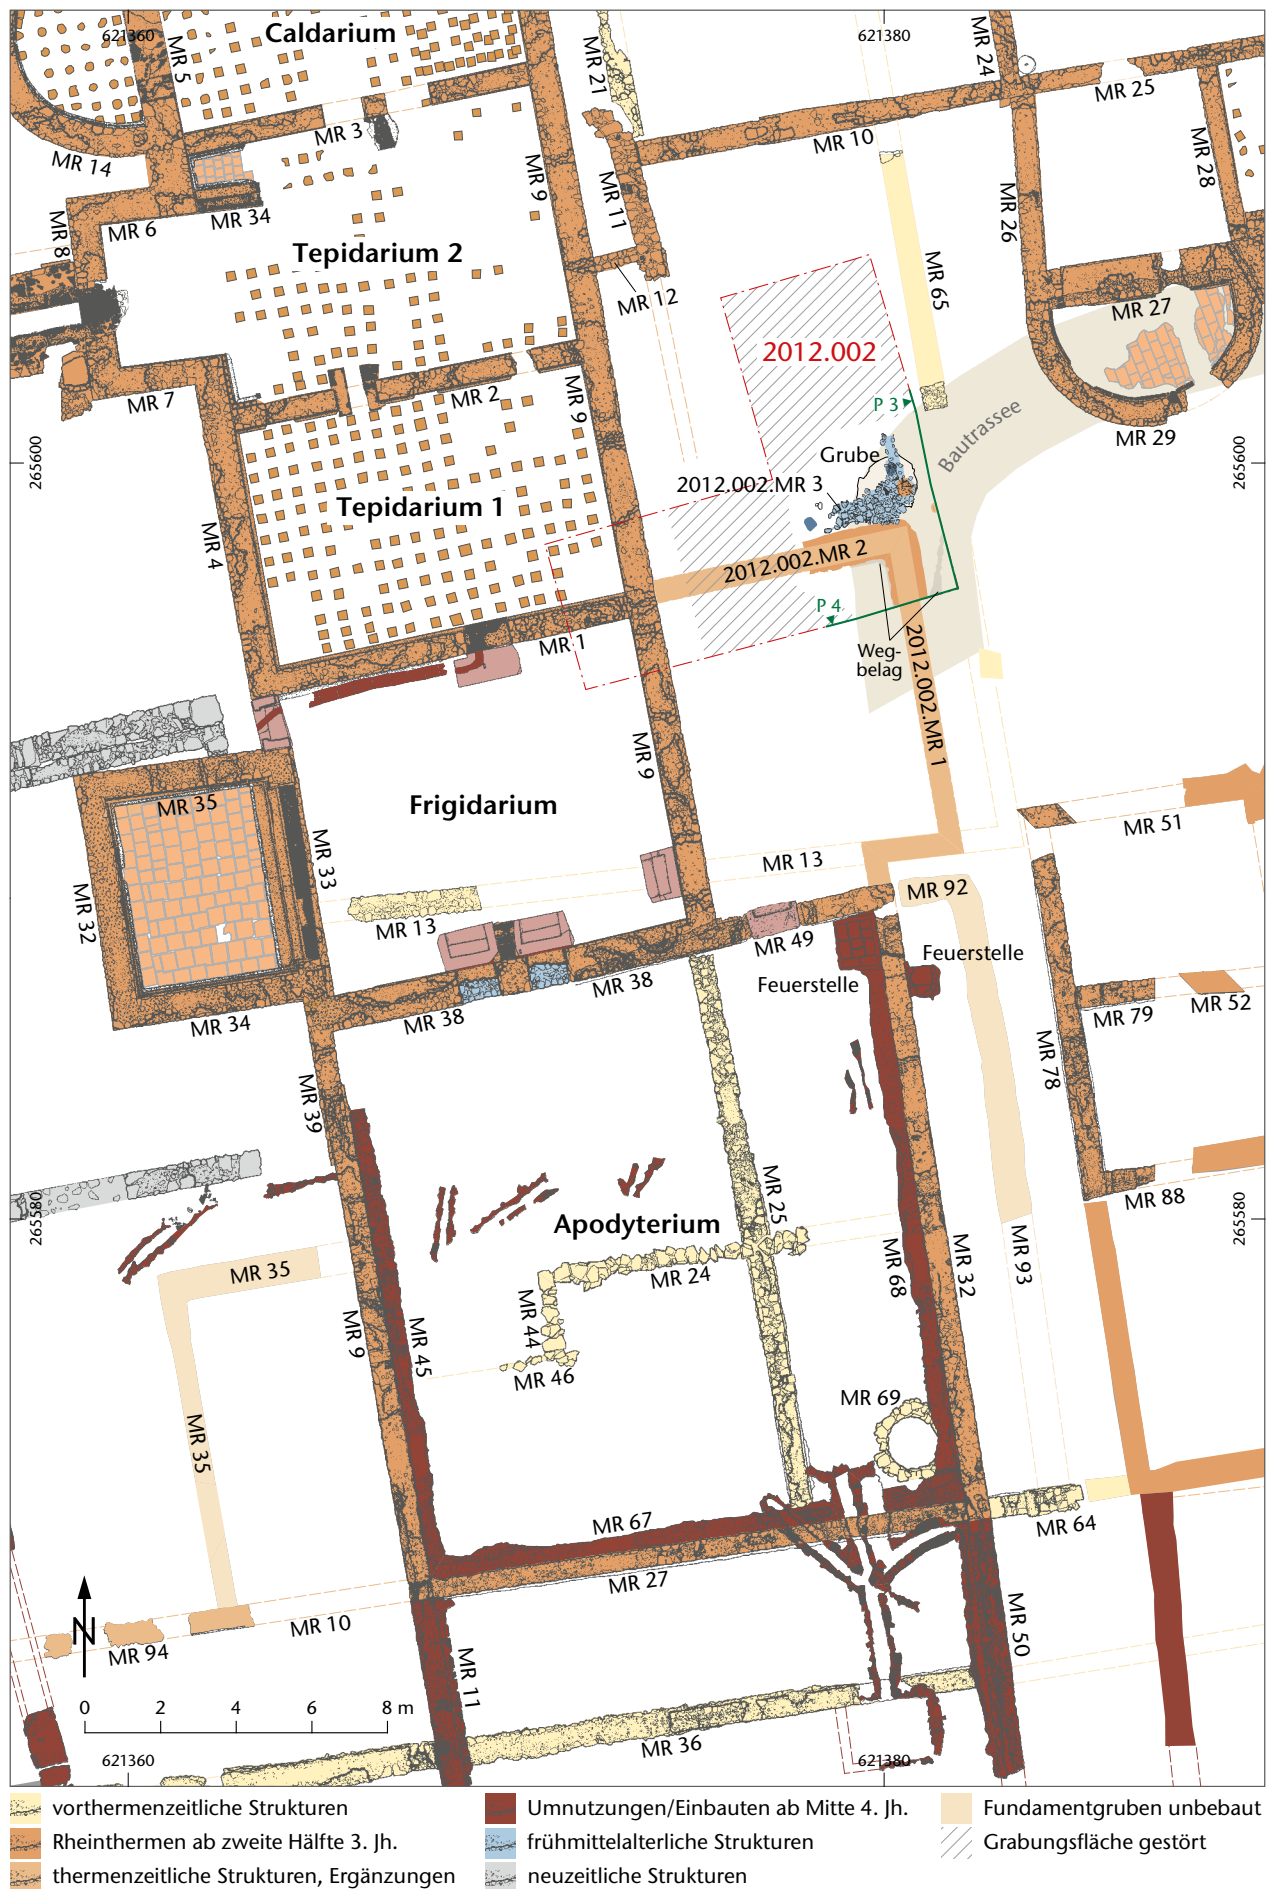 Caldarium
621360
621380
MR 5
MR 21
MR 24
MR 25
MR 3
MR 10
MR 14
MR 9
MR 28
MR 34
MR 11
MR 26
MR 8
MR 6
Tepidarium 2
MR 65
MR 12
MR 27
2012.002
MR 7
MR 2
MR 9
P 3
Bautrassee
MR 29
265600
Grube
265600
2012.002.MR 3
Tepidarium 1
MR 4
2012.002.MR 2
P 4
MR 1
Weg-
belag
2012.002.MR 1
MR 9
Frigidarium
MR 35
MR 51
MR 33
MR 13
MR 92
MR 32
MR 13
MR 49
Feuerstelle
Feuerstelle
MR 38
MR 38
MR 34
MR 79
MR 52
MR 78
MR 39
MR 25
MR 88
265580
Apodyterium
265580
MR 35
MR 24
MR 68
MR 32
MR 93
MR 44
MR 9
MR 45
MR 46
MR 69
MR 35
MR 67
MR 64
MR 27
N
MR 10
MR 50
MR 94
MR 11
0 2 4 6 8 m
MR 36
621360
621380
vorthermenzeitliche Strukturen
Rheinthermen ab zweite Hälfte 3. Jh.
thermenzeitliche Strukturen, Ergänzungen
Umnutzungen/Einbauten ab Mitte 4. Jh.
frühmittelalterliche Strukturen
neuzeitliche Strukturen
Fundamentgruben unbebaut
Grabungsfläche gestört